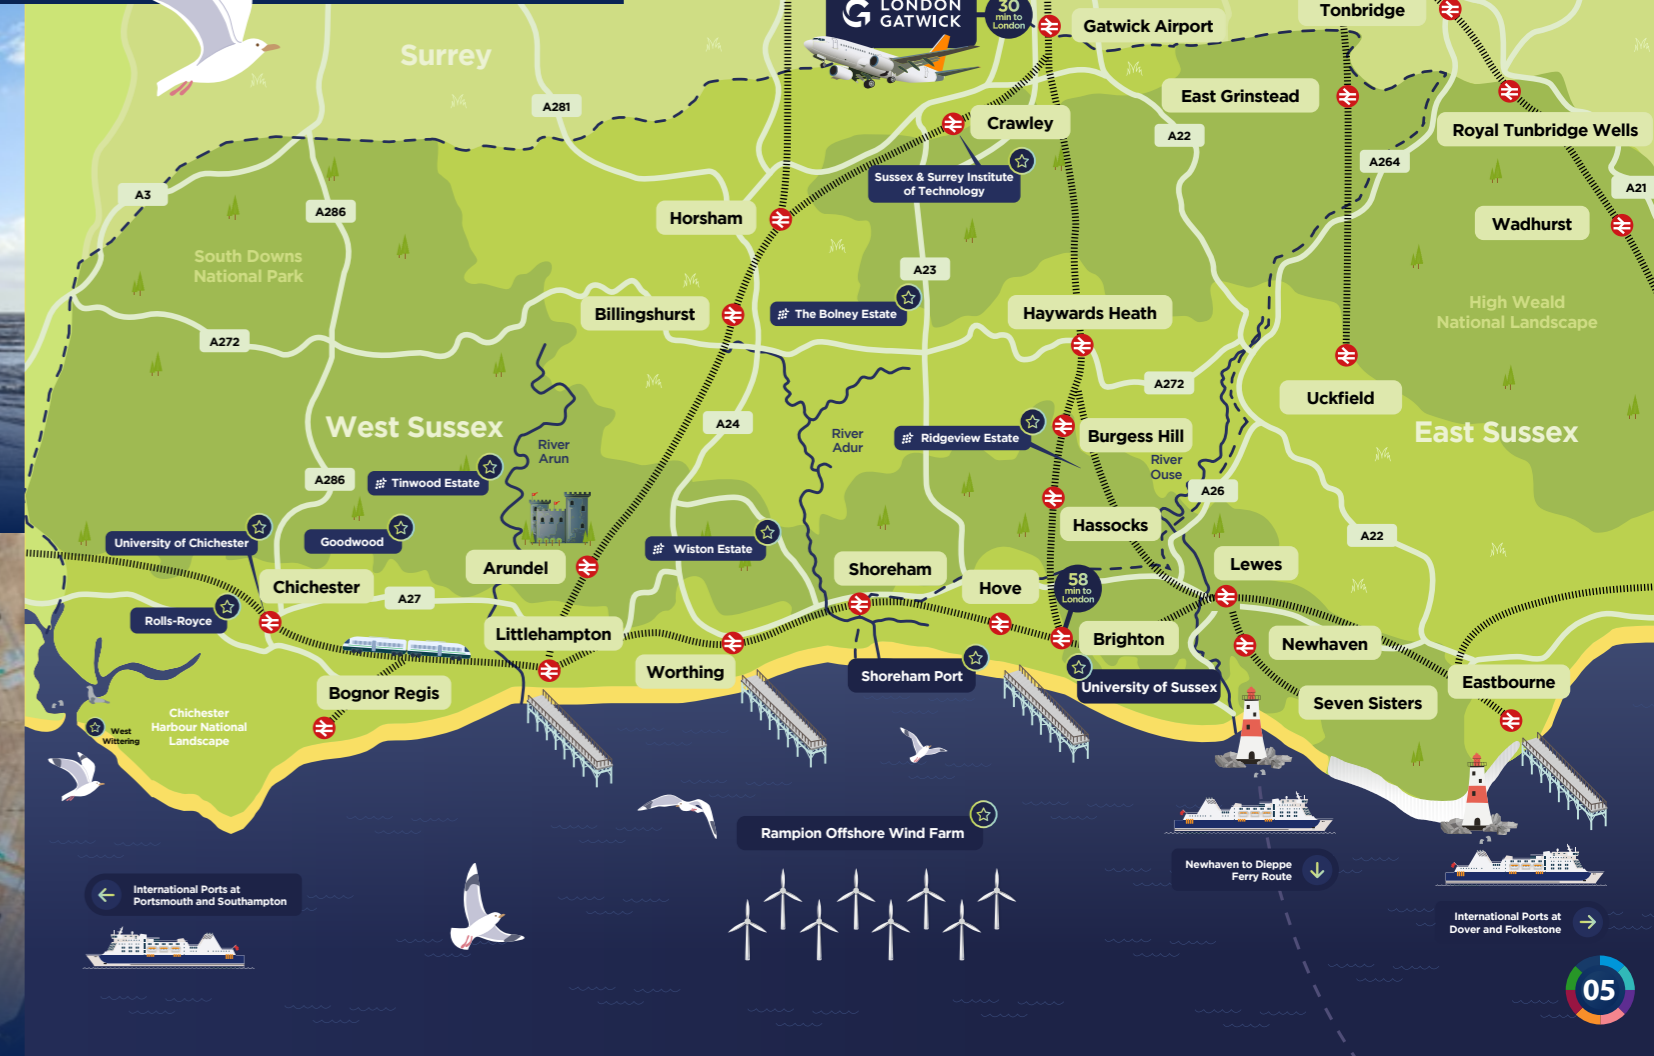 LONDON
GATWICK
30
min to
London
Gatwick Airport
Tonbridge
Surrey
A281
East Grinstead
Crawley
A22
Royal Tunbridge Wells
A264
Sussex & Surrey Institute
of Technology
A3
A286
A21
Horsham
Wadhurst
South Downs
National Park
A23
Billingshurst
The Bolney Estate
Haywards Heath
High Weald
National Landscape
A272
A272
Uckfield
West Sussex
A24
River
Adur
Ridgeview Estate
Burgess Hill
East Sussex
River
Arun
River
Ouse
A286
Tinwood Estate
A26
University of Chichester
Goodwood
Wiston Estate
Hassocks
A22
Arundel
Shoreham
Lewes
Chichester
Hove
58
min to
London
A27
Rolls-Royce
Littlehampton
Brighton
Newhaven
Worthing
Shoreham Port
University of Sussex
Eastbourne
Bognor Regis
Seven Sisters
Chichester
Harbour National
Landscape
West
Wittering
Rampion Offshore Wind Farm
Newhaven to Dieppe
Ferry Route
International Ports at
Portsmouth and Southampton
International Ports at
Dover and Folkestone
05